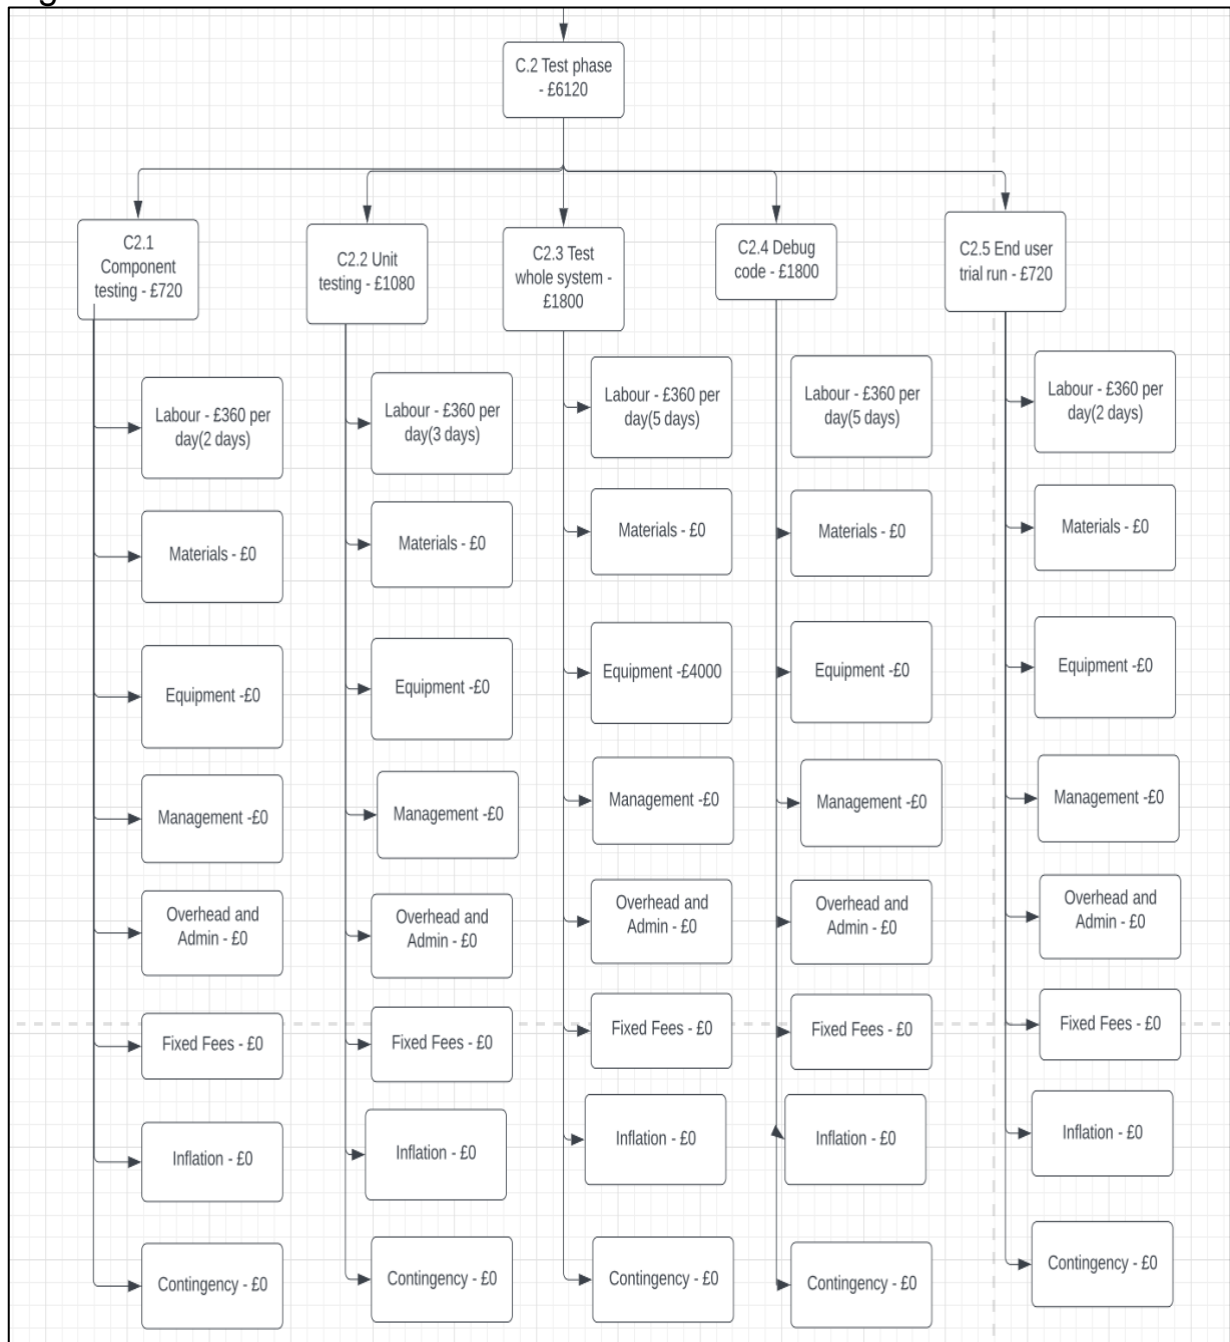 C.2 Test phase
- £6120
C2.1
Component
testing - £720
C2.2 Unit
testing - £1080
C2.3 Test
whole system -
£1800
C2.4 Debug
code - £1800
C2.5 End user
trial run - £720
Labour - £360 per
day(2 days)
Materials - £0
Equipment -£0
Management -£0
Overhead and
Admin - £0
Fixed Fees - £0
Inflation - £0
Contingency - £0
Labour - £360 per
day(3 days)
Materials - £0
Equipment -£0
Management -£0
Overhead and
Admin - £0
Fixed Fees - £0
Inflation - £0
Contingency - £0
Labour - £360 per
day(5 days)
Materials - £0
Equipment -£4000
Management -£0
Overhead and
Admin - £0
Fixed Fees - £0
Inflation - £0
Contingency - £0
Labour - £360 per
day(5 days)
Materials - £0
Equipment -£0
Management -£0
Overhead and
Admin - £0
Fixed Fees - £0
Inflation - £0
Contingency - £0
Labour - £360 per
day(2 days)
Materials - £0
Equipment -£0
Management -£0
Overhead and
Admin - £0
Fixed Fees - £0
Inflation - £0
Contingency - £0